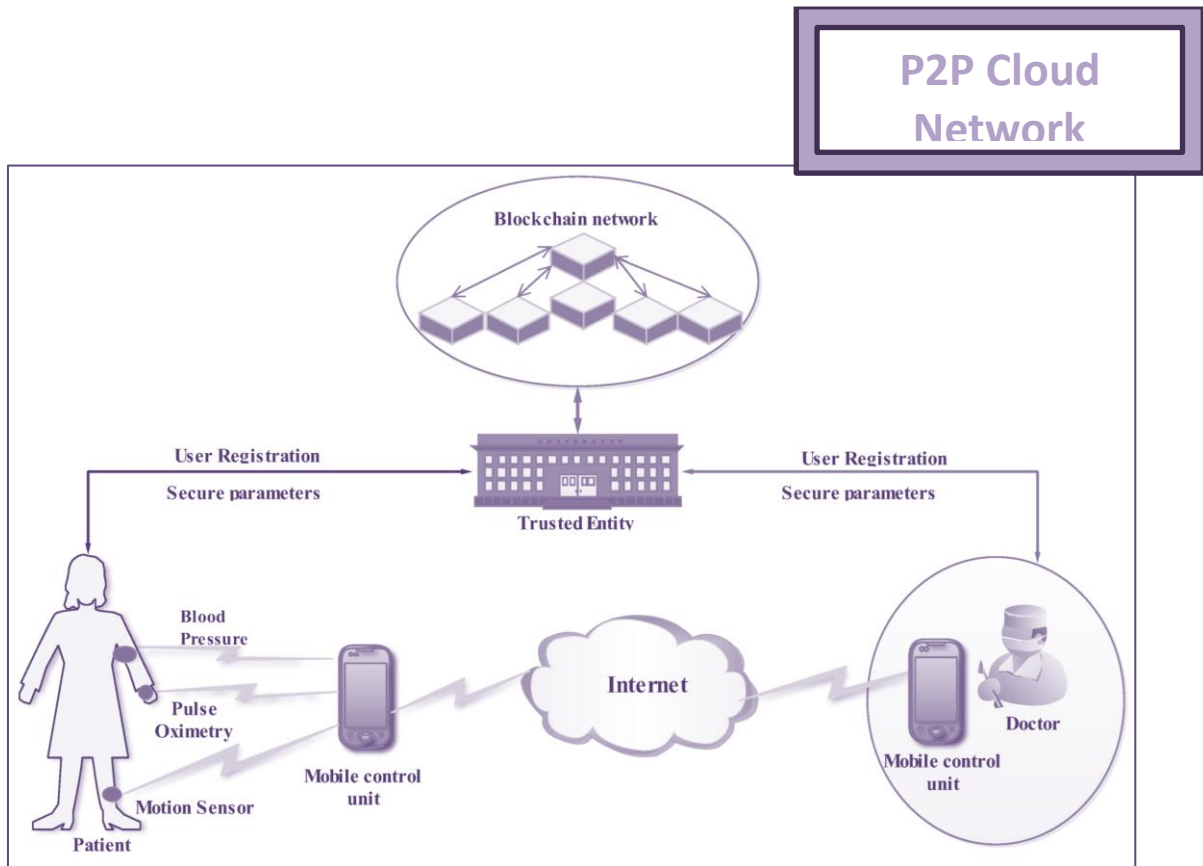 P2P Cloud
Network
Blockchain network
UNIVERSITY
User Registration
Secure parameters
Trusted Entity
User Registration
Secure parameters
Blood
Pressure
Pulse
Oximetry
Motion Sensor
Patient
Mobile control
unit
Internet
Doctor
Mobile control
unit